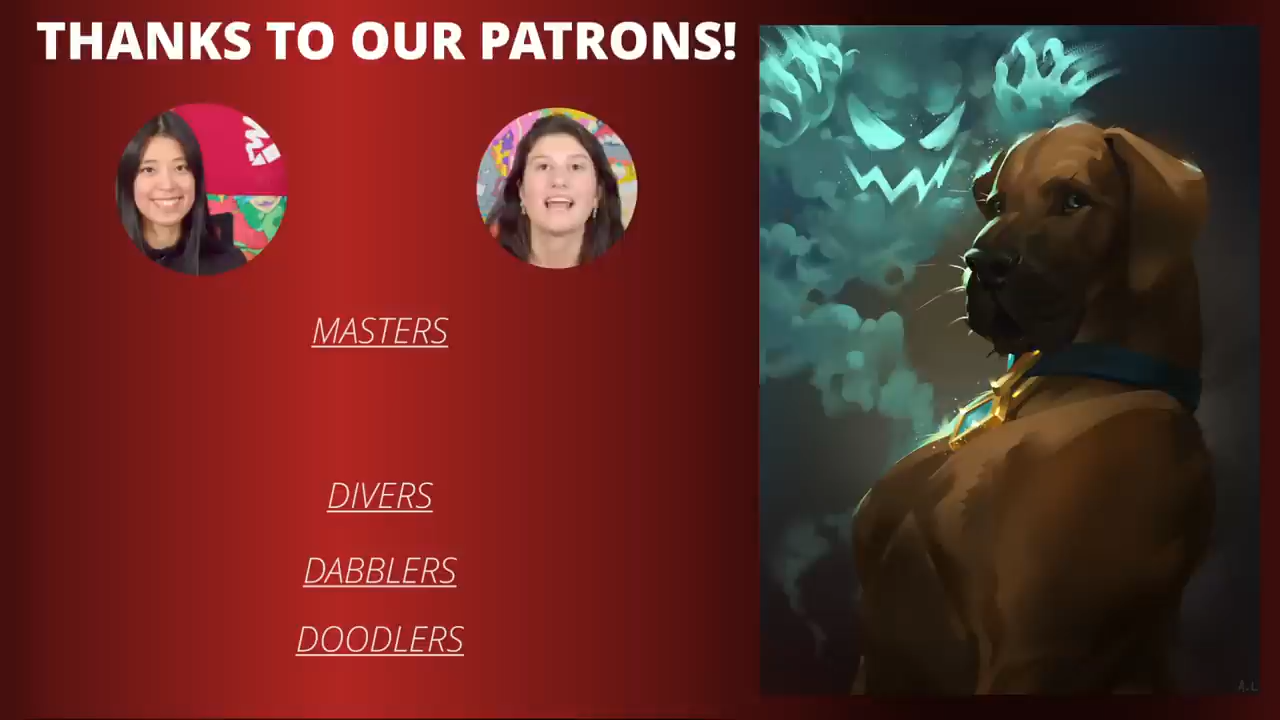 THANKS TO OUR PATRONS!
MASTERS
DIVERS
DABBLERS
DOODLERS
A.L